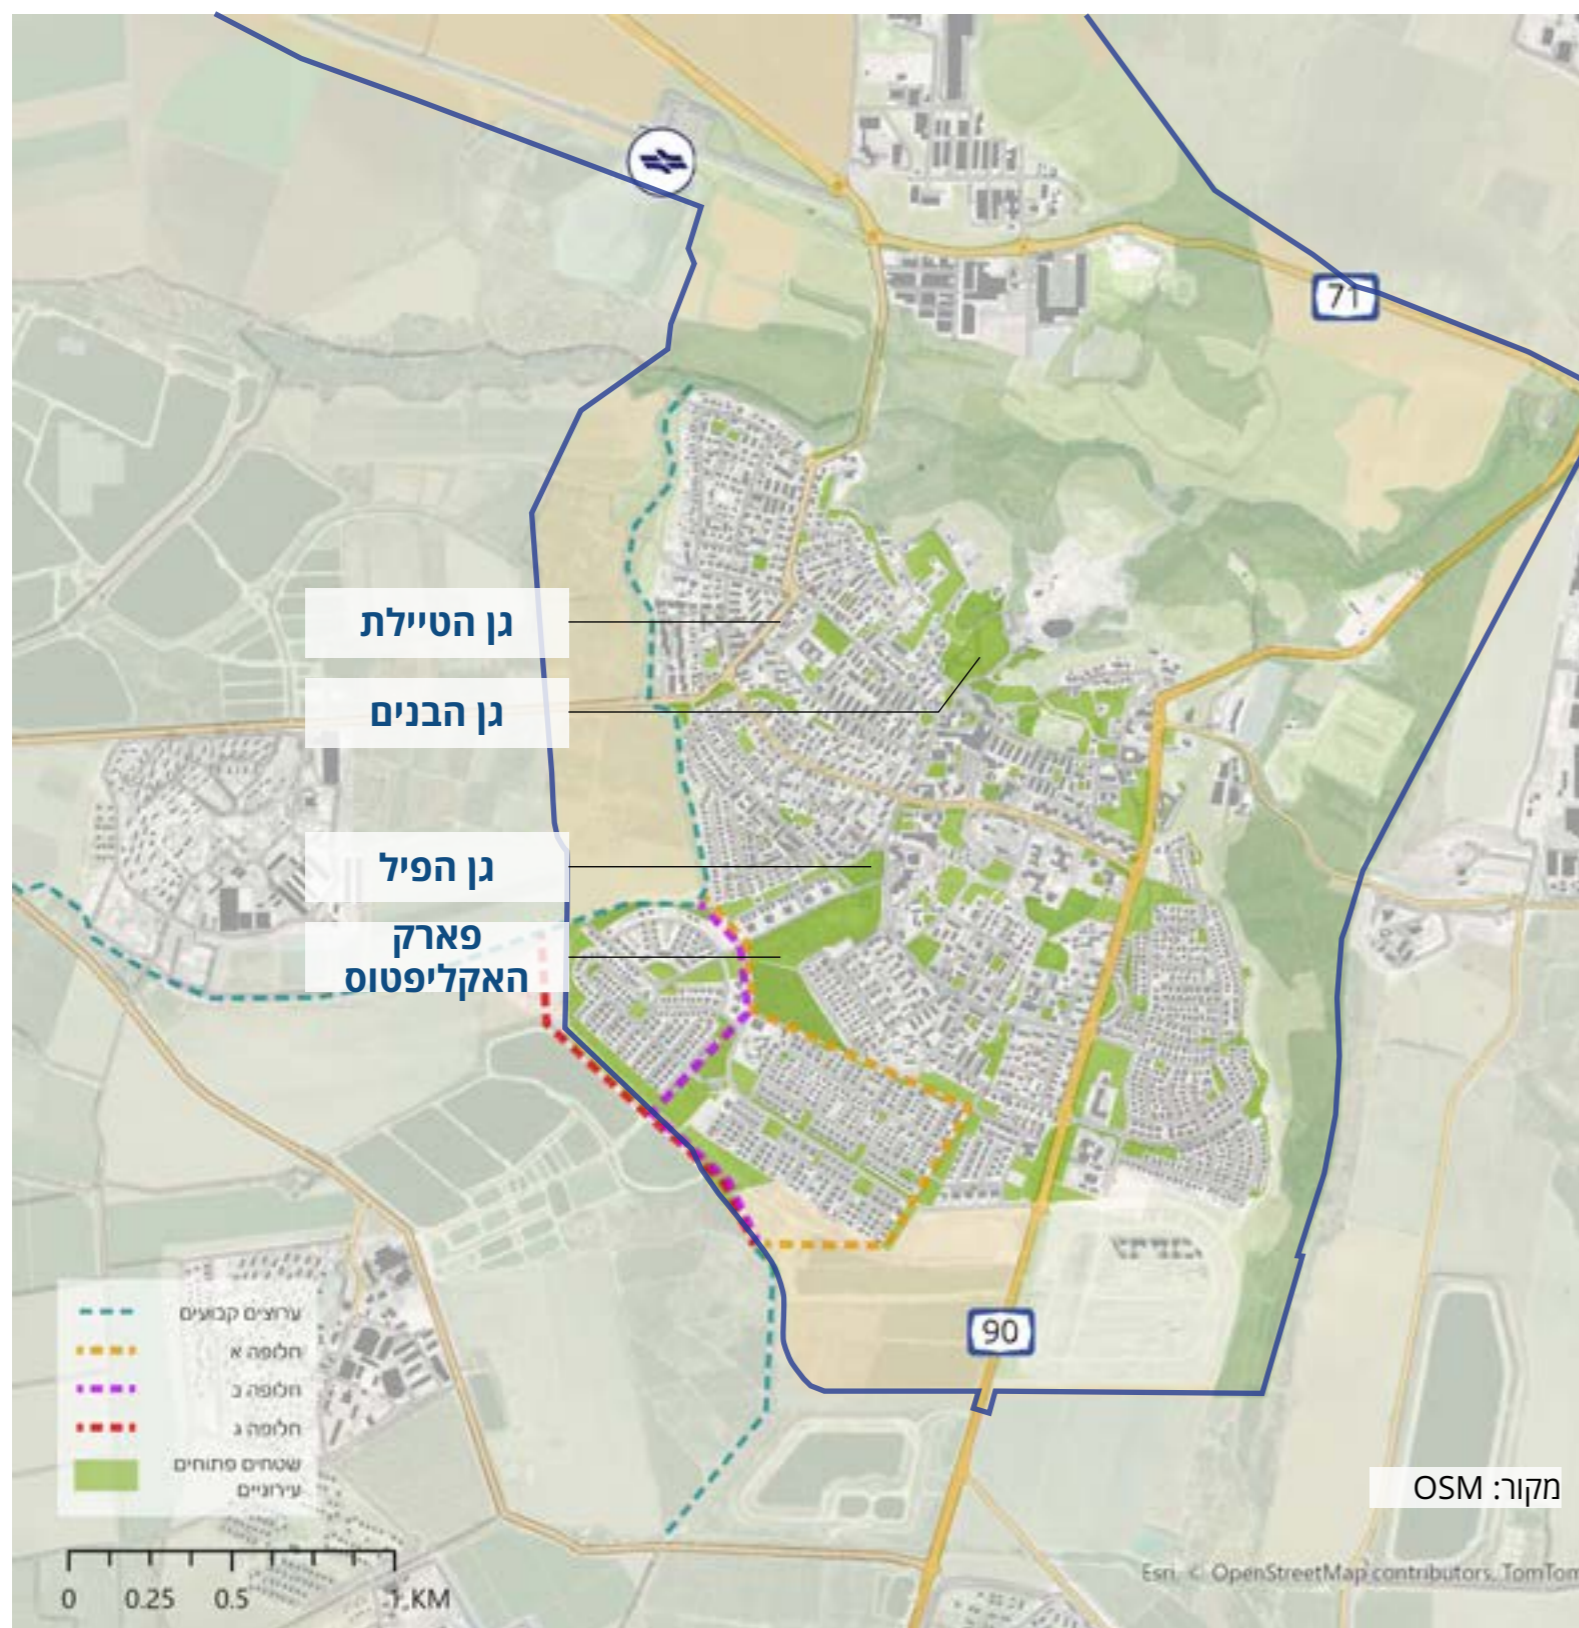 71
גן הטיילת
גן הבנים
גן הפיל
פארק
האקליפטוס
ערוצים קבועים
חלופה א
חלופה ב
חלופה ג
שטחים פתוחים
עירוניים
90
מקור: OSM
0 0.25 0.5 1 KM
Esri, © OpenStreetMap contributors, TomTom